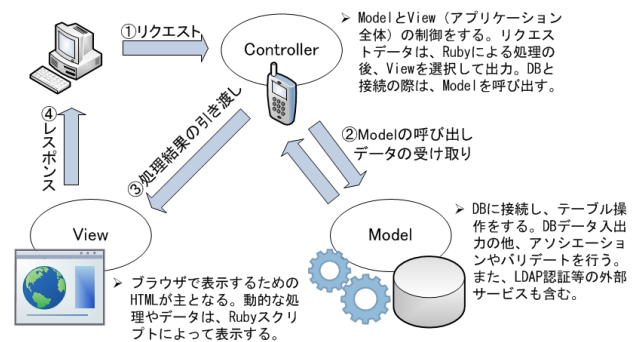 ①リクエスト
Controller
➢ ModelとView（アプリケーション
全体）の制御をする。リクエ
ストデータは、Rubyによる処理の
後、Viewを選択して出力。DBと
接続の際は、Modelを呼び出す。
②Modelの呼び出し
データの受け取り
③処理結果の引き渡し
④レスポンス
View
➢ ブラウザで表示するための
HTMLが主となる。動的な処
理やデータは、Rubyスクリ
プトによって表示する。
Model
➢ DBに接続し、テーブル操
作をする。DBデータ入出
力の他、アソシエーショ
ンやバリデートを行う。
また、LDAP認証等の外部
サービスも含む。